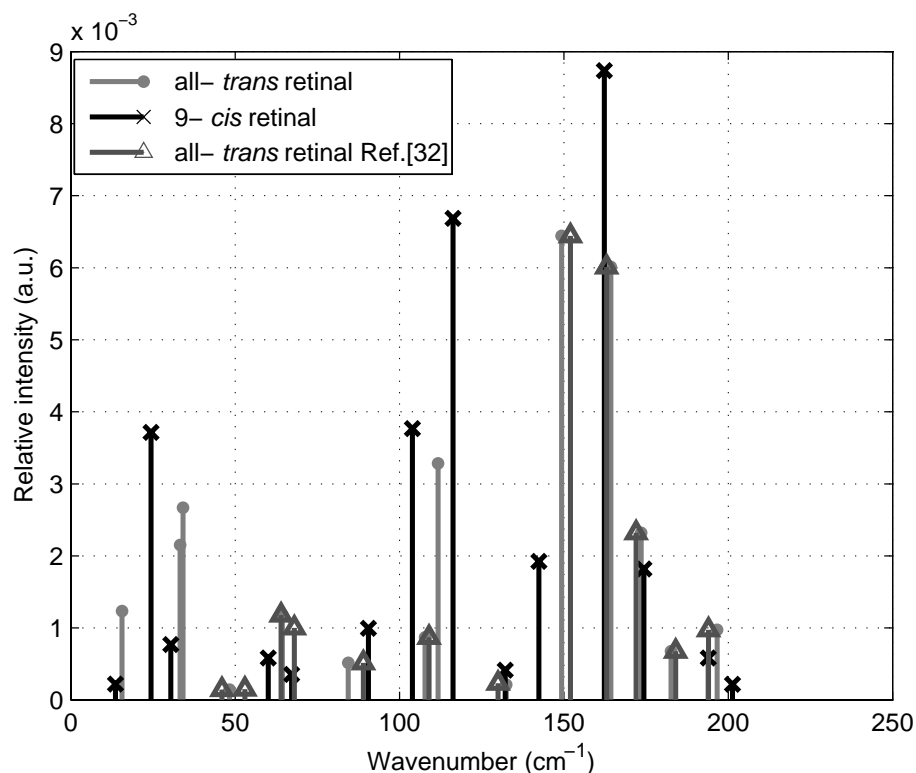 x 10⁻³
9
8
7
6
5
4
3
2
1
0
Relative intensity (a.u.)
all– trans retinal
9– cis retinal
all– trans retinal Ref.[32]
0 50 100 150 200 250
Wavenumber (cm⁻¹)